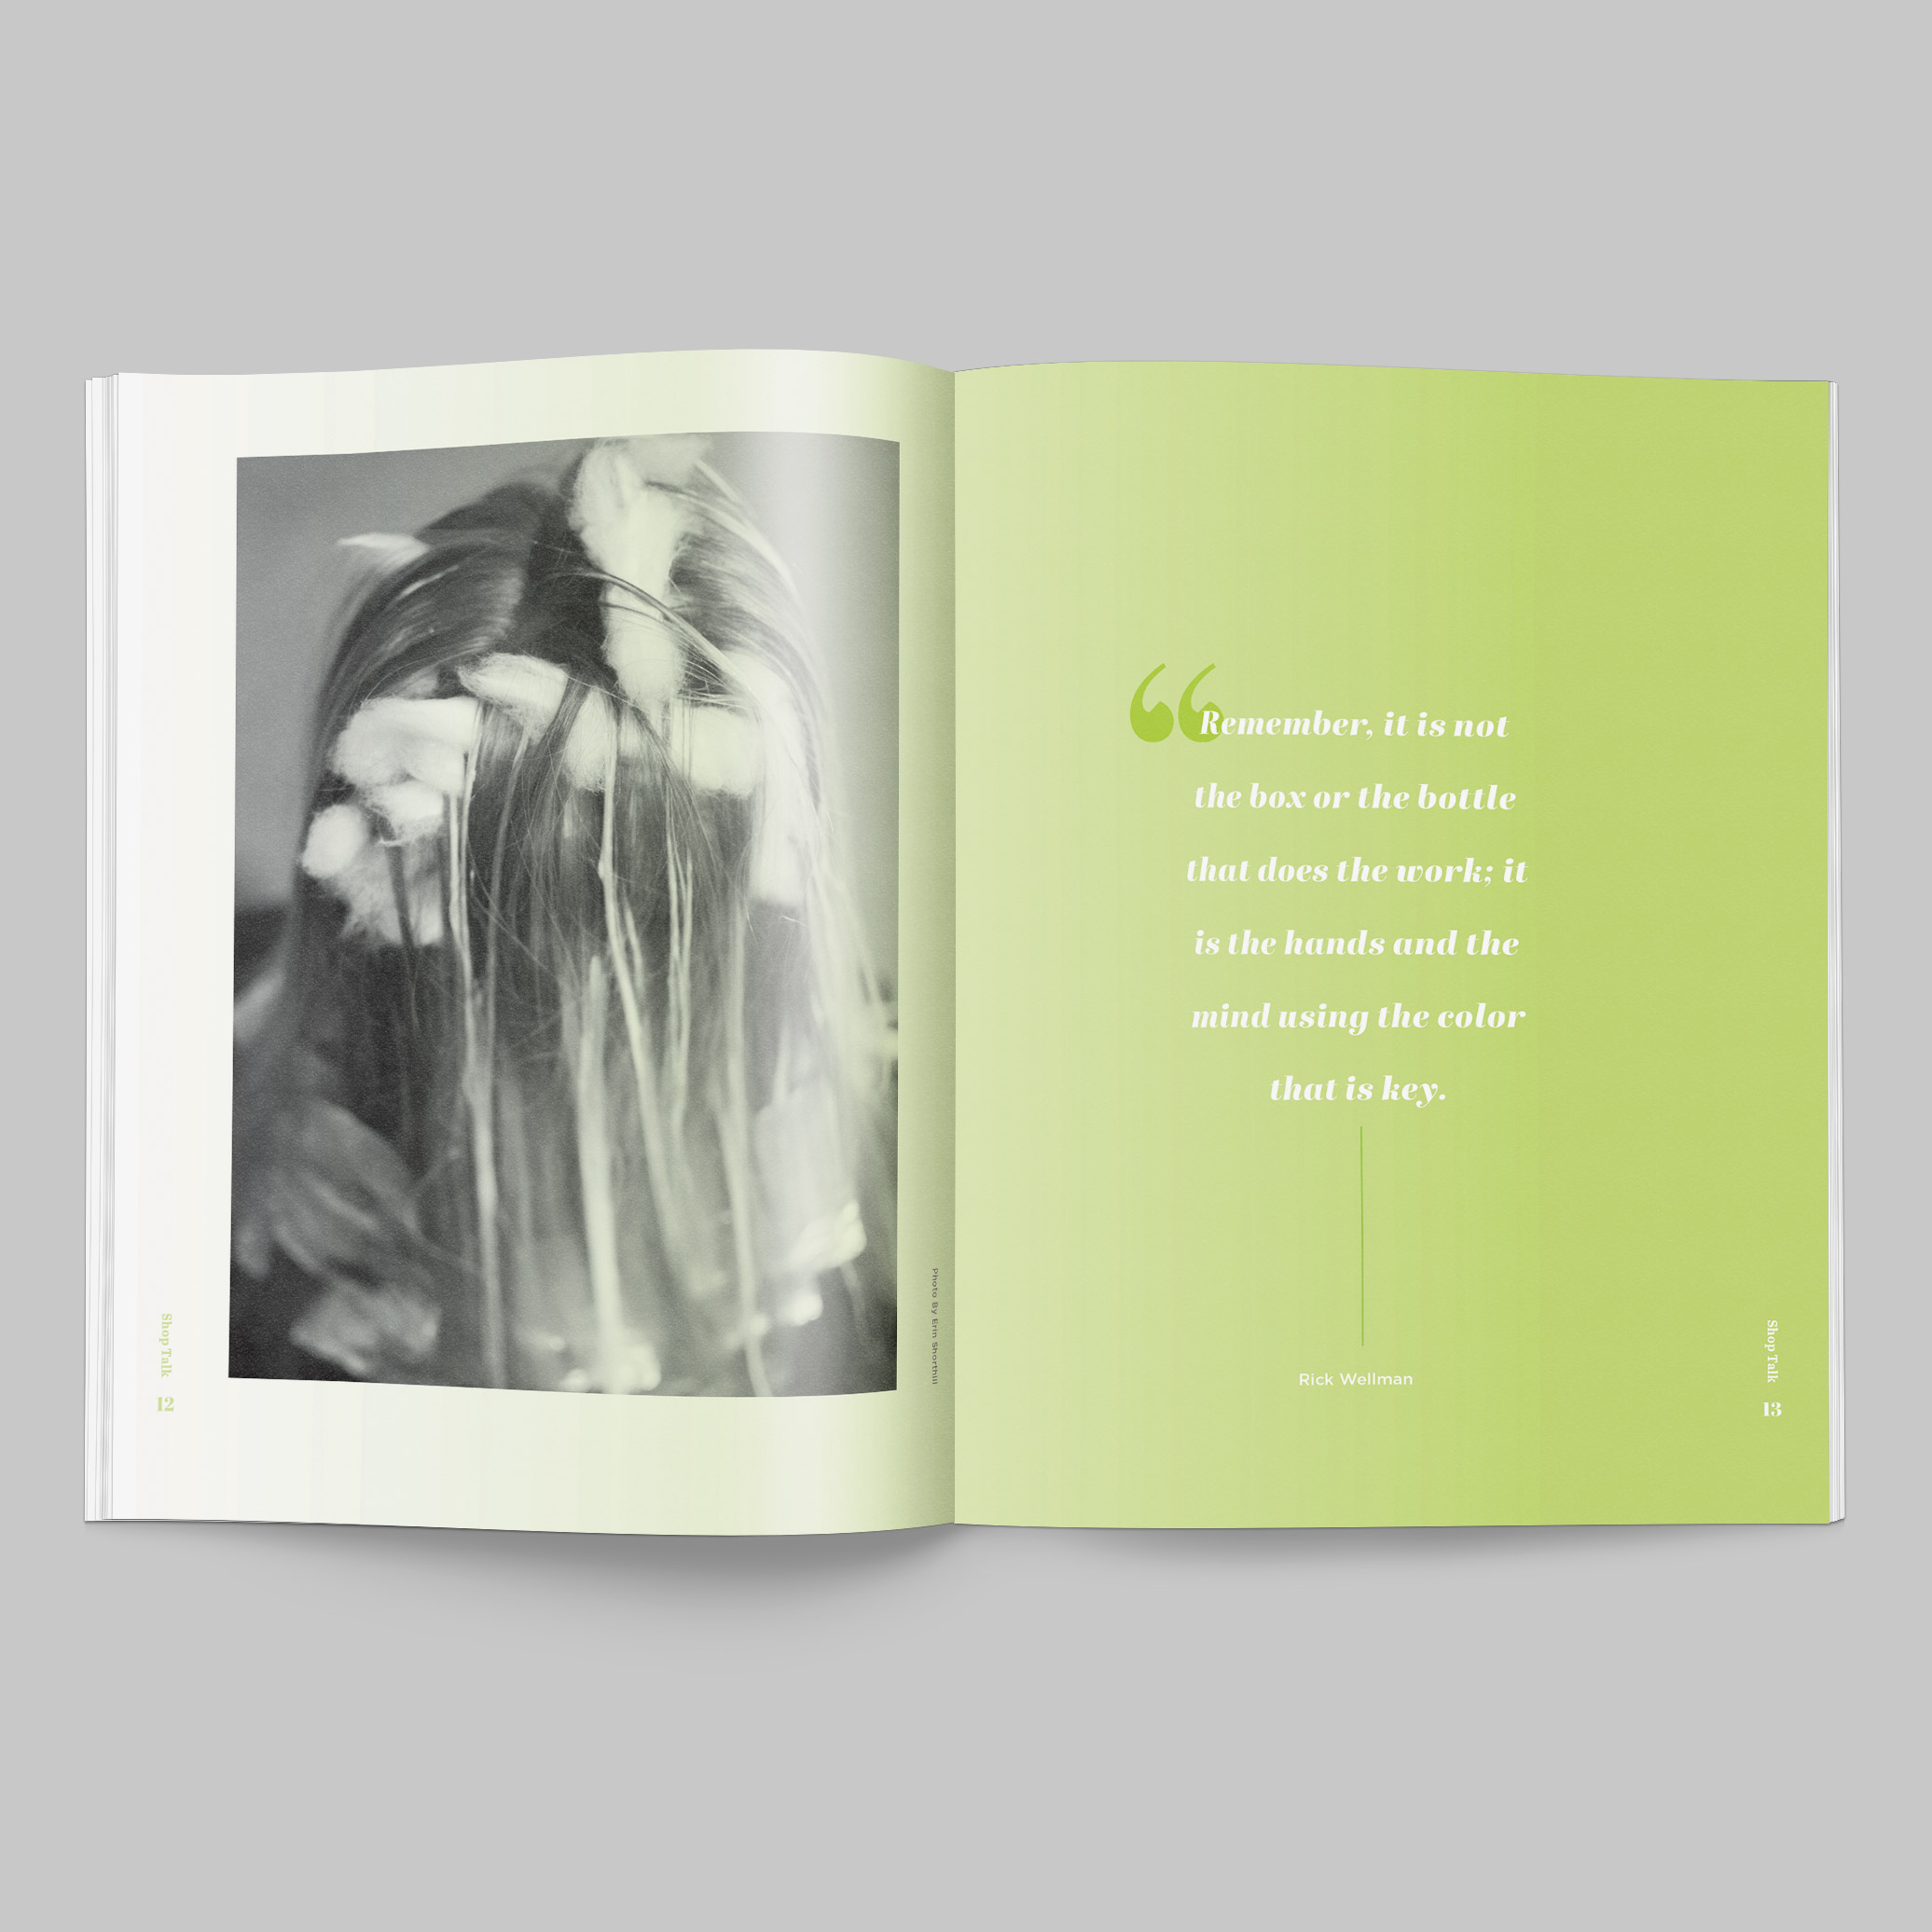 Photo By Erin Shorthill
Shop Talk
12
“
Remember, it is not
the box or the bottle
that does the work; it
is the hands and the
mind using the color
that is key.
Rick Wellman
Shop Talk
13